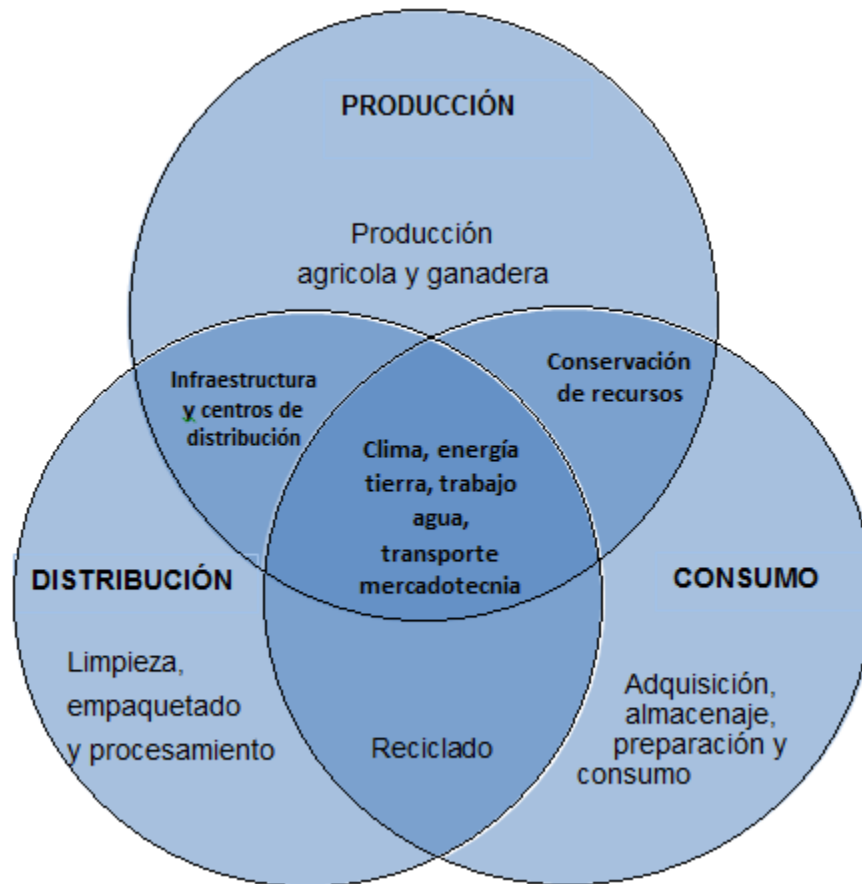 PRODUCCIÓN
Producción
agricola y ganadera
Infraestructura
y centros de
distribución
Conservación
de recursos
Clima, energía
tierra, trabajo
agua,
transporte
mercadotecnia
DISTRIBUCIÓN
Limpieza,
empaquetado
y procesamiento
Reciclado
CONSUMO
Adquisición,
almacenaje,
preparación y
consumo